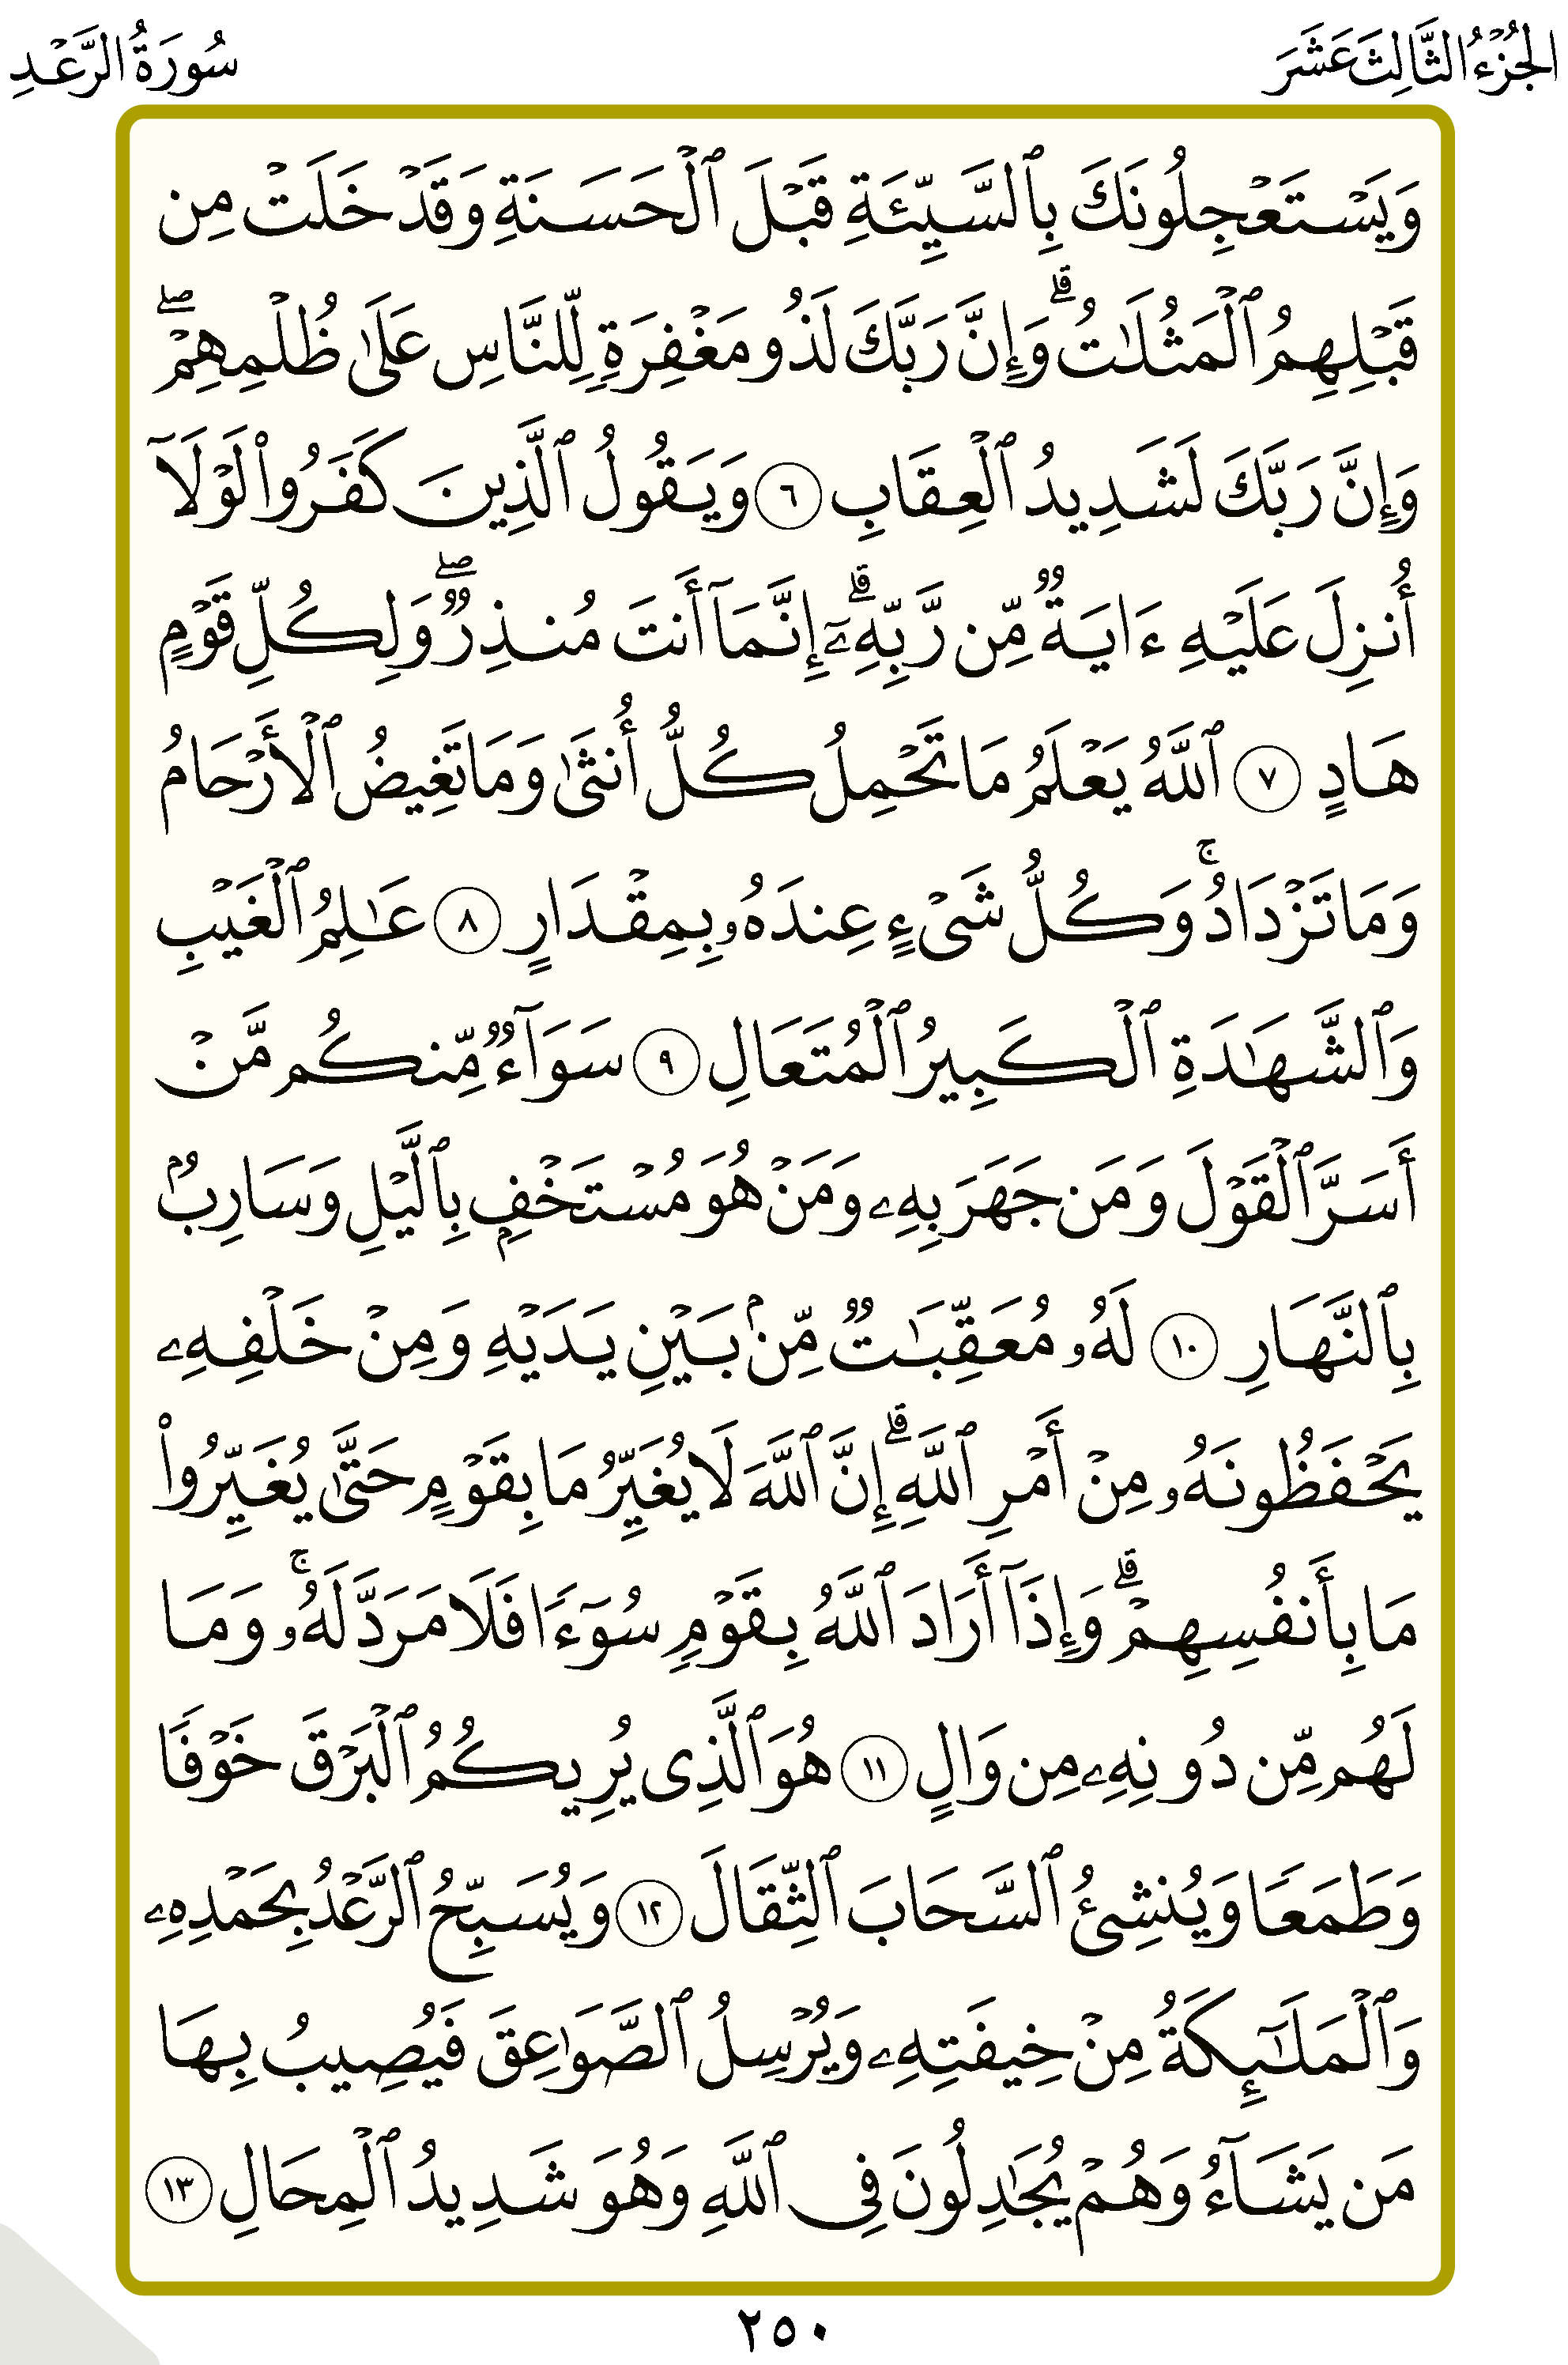 الجُزْءُ الثَّالِثَ عَشَرَ
سُورَةُ الرَّعْدِ
وَيَسْتَعْجِلُونَكَ بِٱلسَّيِّئَةِ قَبْلَ ٱلْحَسَنَةِ وَقَدْ خَلَتْ مِن
قَبْلِهِمُ ٱلْمَثُلَٰتُۗ وَإِنَّ رَبَّكَ لَذُو مَغْفِرَةٍ لِّلنَّاسِ عَلَىٰ ظُلْمِهِمْۖ
وَإِنَّ رَبَّكَ لَشَدِيدُ ٱلْعِقَابِ ٦ وَيَقُولُ ٱلَّذِينَ كَفَرُوا۟ لَوْلَآ
أُنزِلَ عَلَيْهِ ءَايَةٌ مِّن رَّبِّهِۦٓۗ إِنَّمَآ أَنتَ مُنذِرٌۖ وَلِكُلِّ قَوْمٍ
هَادٍ ٧ ٱللَّهُ يَعْلَمُ مَا تَحْمِلُ كُلُّ أُنثَىٰ وَمَا تَغِيضُ ٱلْأَرْحَامُ
وَمَا تَزْدَادُۚ وَكُلُّ شَىْءٍ عِندَهُۥ بِمِقْدَارٍ ٨ عَٰلِمُ ٱلْغَيْبِ
وَٱلشَّهَٰدَةِ ٱلْكَبِيرُ ٱلْمُتَعَالِ ٩ سَوَآءٌ مِّنكُم مَّنْ
أَسَرَّ ٱلْقَوْلَ وَمَن جَهَرَ بِهِۦ وَمَنْ هُوَ مُسْتَخْفٍۭ بِٱلَّيْلِ وَسَارِبٌۢ
بِٱلنَّهَارِ ١٠ لَهُۥ مُعَقِّبَٰتٌ مِّنۢ بَيْنِ يَدَيْهِ وَمِنْ خَلْفِهِۦ
يَحْفَظُونَهُۥ مِنْ أَمْرِ ٱللَّهِۗ إِنَّ ٱللَّهَ لَا يُغَيِّرُ مَا بِقَوْمٍ حَتَّىٰ يُغَيِّرُوا۟
مَا بِأَنفُسِهِمْۗ وَإِذَآ أَرَادَ ٱللَّهُ بِقَوْمٍ سُوٓءًا فَلَا مَرَدَّ لَهُۥۚ وَمَا
لَهُم مِّن دُونِهِۦ مِن وَالٍ ١١ هُوَ ٱلَّذِى يُرِيكُمُ ٱلْبَرْقَ خَوْفًا
وَطَمَعًا وَيُنشِئُ ٱلسَّحَابَ ٱلثِّقَالَ ١٢ وَيُسَبِّحُ ٱلرَّعْدُ بِحَمْدِهِۦ
وَٱلْمَلَٰٓئِكَةُ مِنْ خِيفَتِهِۦ وَيُرْسِلُ ٱلصَّوَٰعِقَ فَيُصِيبُ بِهَا
مَن يَشَآءُ وَهُمْ يُجَٰدِلُونَ فِى ٱللَّهِ وَهُوَ شَدِيدُ ٱلْمِحَالِ ١٣
٢٥٠